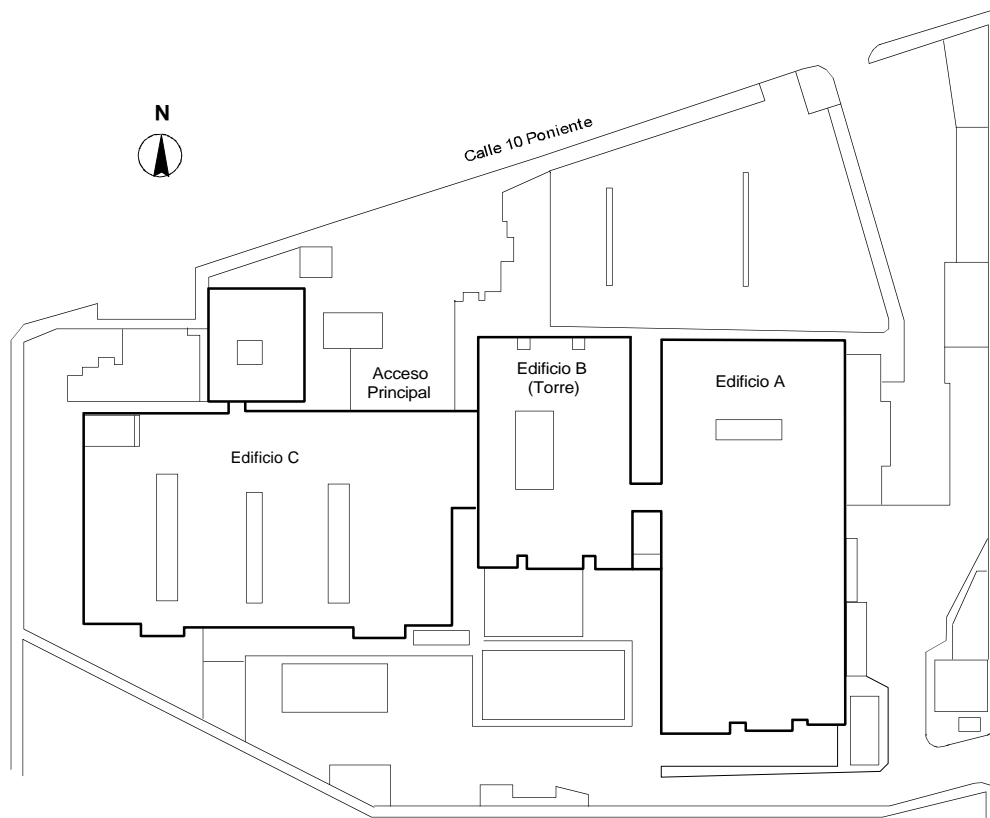 N
Calle 10 Poniente
Acceso
Principal
Edificio B
(Torre)
Edificio A
Edificio C